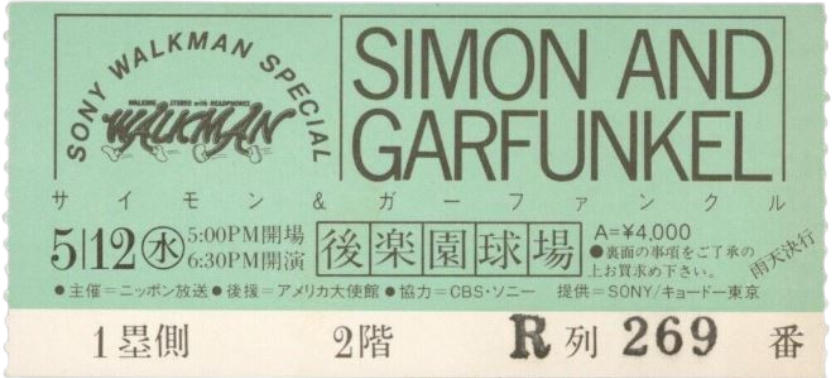 SONY WALKMAN SPECIAL
WALKING STEREO with HEADPHONES
WALKMAN
SIMON AND
GARFUNKEL
サイモン&ガーファンクル
5|12㊌ 5:00PM開場
6:30PM開演
後楽園球場
A=¥4,000
●裏面の事項をご了承の
上お買求め下さい。
雨天決行
●主催=ニッポン放送●後援=アメリカ大使館●協力=CBS・ソニー 提供=SONY/キョードー東京
1塁側 2階 R列 269 番